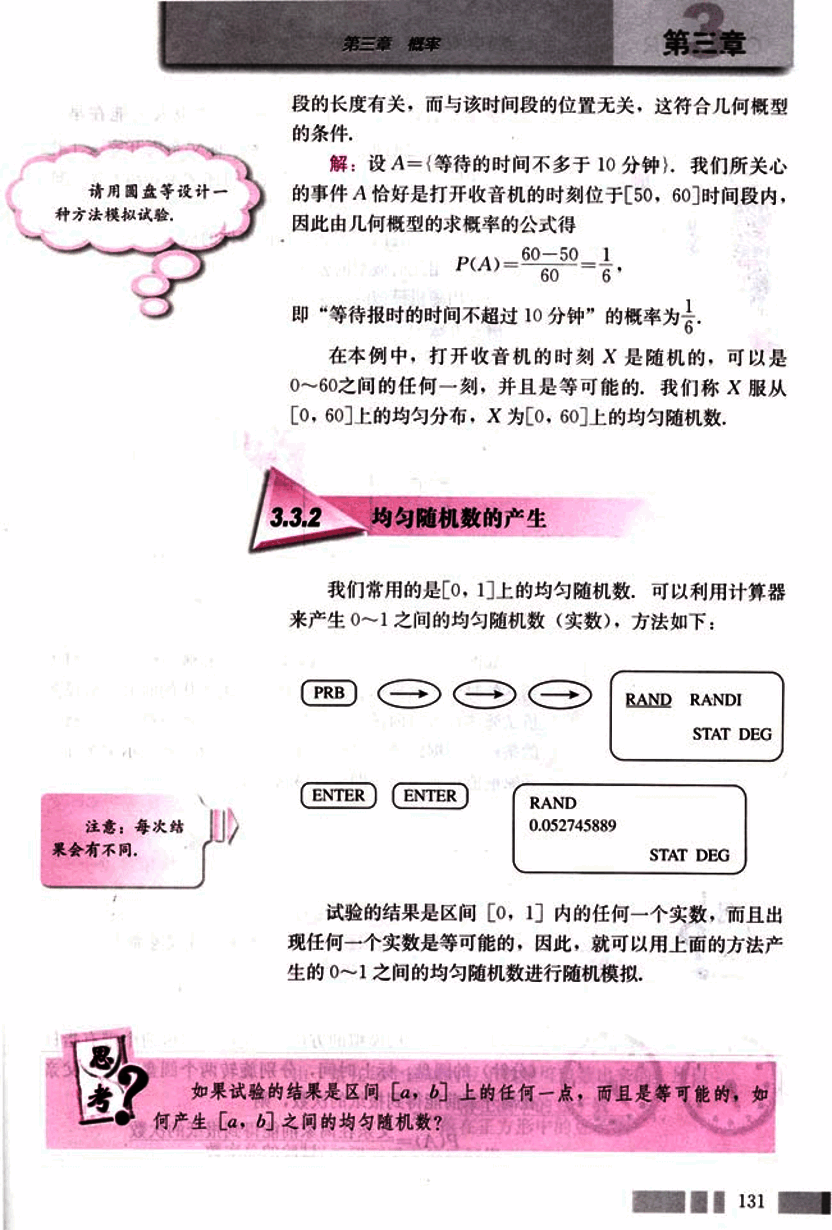 第三章 概率
第三章
段的长度有关，而与该时间段的位置无关，这符合几何概型
的条件.
解：设 A={等待的时间不多于 10 分钟}. 我们所关心
的事件 A 恰好是打开收音机的时刻位于[50，60]时间段内，
因此由几何概型的求概率的公式得
P(A)=\frac{60-50}{60}=\frac{1}{6}，
即“等待报时的时间不超过 10 分钟”的概率为\frac{1}{6}.
在本例中，打开收音机的时刻 X 是随机的，可以是
0～60之间的任何一刻，并且是等可能的. 我们称 X 服从
[0，60]上的均匀分布，X 为[0，60]上的均匀随机数.
请用圆盘等设计一
种方法模拟试验.
3.3.2 均匀随机数的产生
我们常用的是[0，1]上的均匀随机数. 可以利用计算器
来产生 0～1 之间的均匀随机数（实数），方法如下：
PRB → → → RAND RANDI
STAT DEG
ENTER ENTER RAND
0.052745889
STAT DEG
注意：每次结
果会有不同.
试验的结果是区间 [0，1] 内的任何一个实数，而且出
现任何一个实数是等可能的，因此，就可以用上面的方法产
生的 0～1 之间的均匀随机数进行随机模拟.
思考？
如果试验的结果是区间 [a，b] 上的任何一点，而且是等可能的，如
何产生 [a，b] 之间的均匀随机数？
131